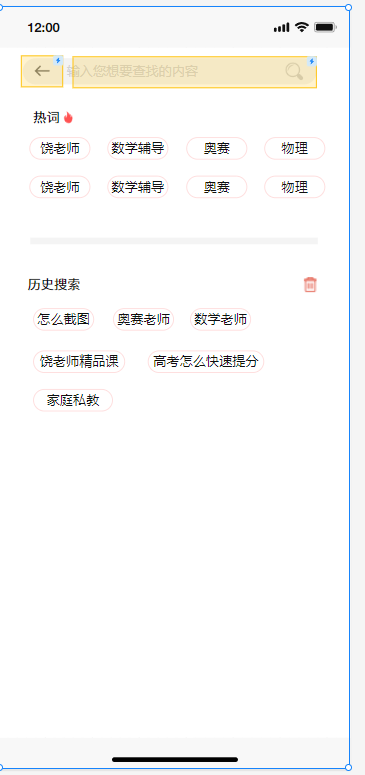 12:00
输入您想要查找的内容
热词
饶老师 数学辅导 奥赛 物理
饶老师 数学辅导 奥赛 物理
历史搜索
怎么截图 奥赛老师 数学老师
饶老师精品课 高考怎么快速提分
家庭私教